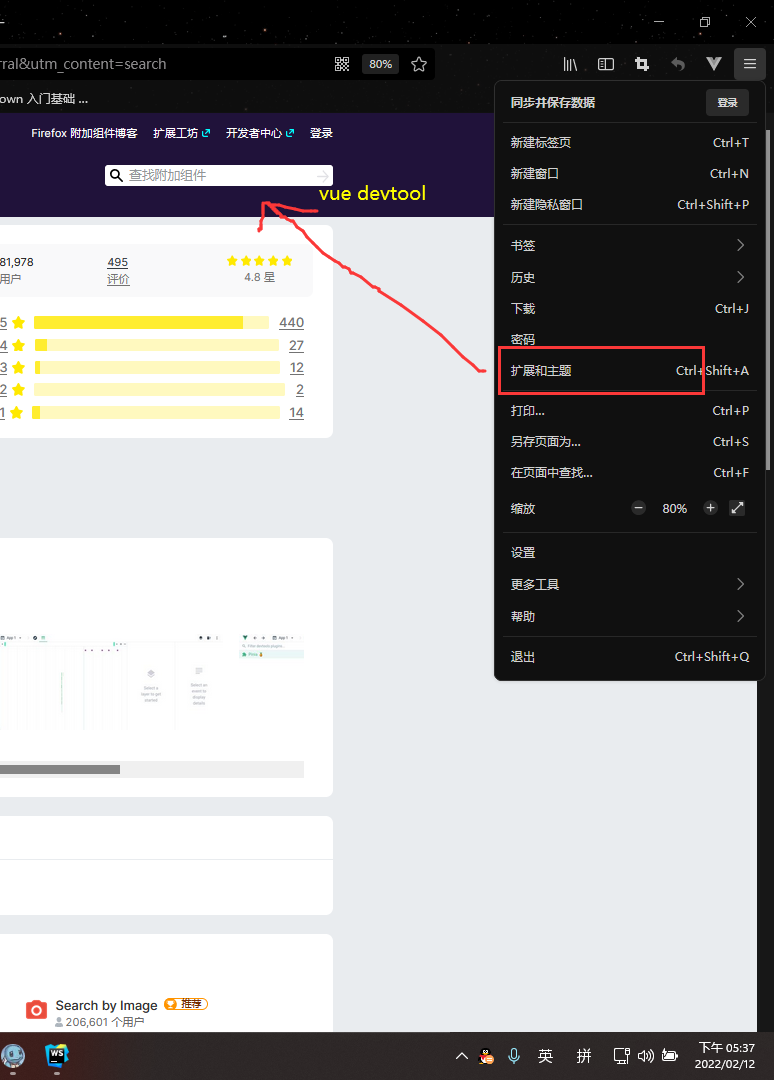 rral&utm_content=search
80%
own 入门基础 ...
Firefox 附加组件博客 扩展工坊 开发者中心 登录
查找附加组件
vue devtool
81,978
用户
495
评价
4.8 星
5 440
4 27
3 12
2 2
1 14
Search by Image 推荐
206,601 个用户
同步并保存数据 登录
新建标签页 Ctrl+T
新建窗口 Ctrl+N
新建隐私窗口 Ctrl+Shift+P
书签
历史
下载 Ctrl+J
密码
扩展和主题 Ctrl+Shift+A
打印... Ctrl+P
另存页面为... Ctrl+S
在页面中查找... Ctrl+F
缩放 80%
设置
更多工具
帮助
退出 Ctrl+Shift+Q
WS
英 拼
下午 05:37
2022/02/12